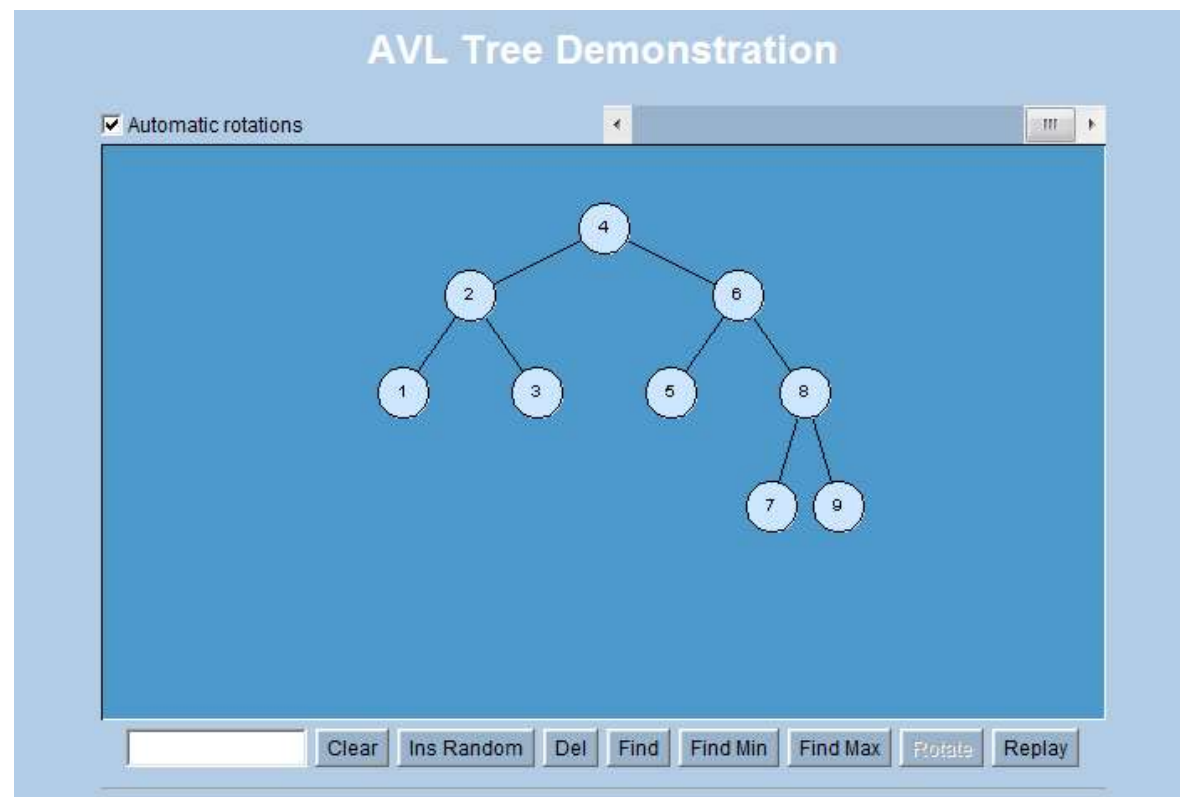 AVL Tree Demonstration
Automatic rotations
4
2 6
1 3 5 8
7 9
Clear Ins Random Del Find Find Min Find Max Rotate Replay